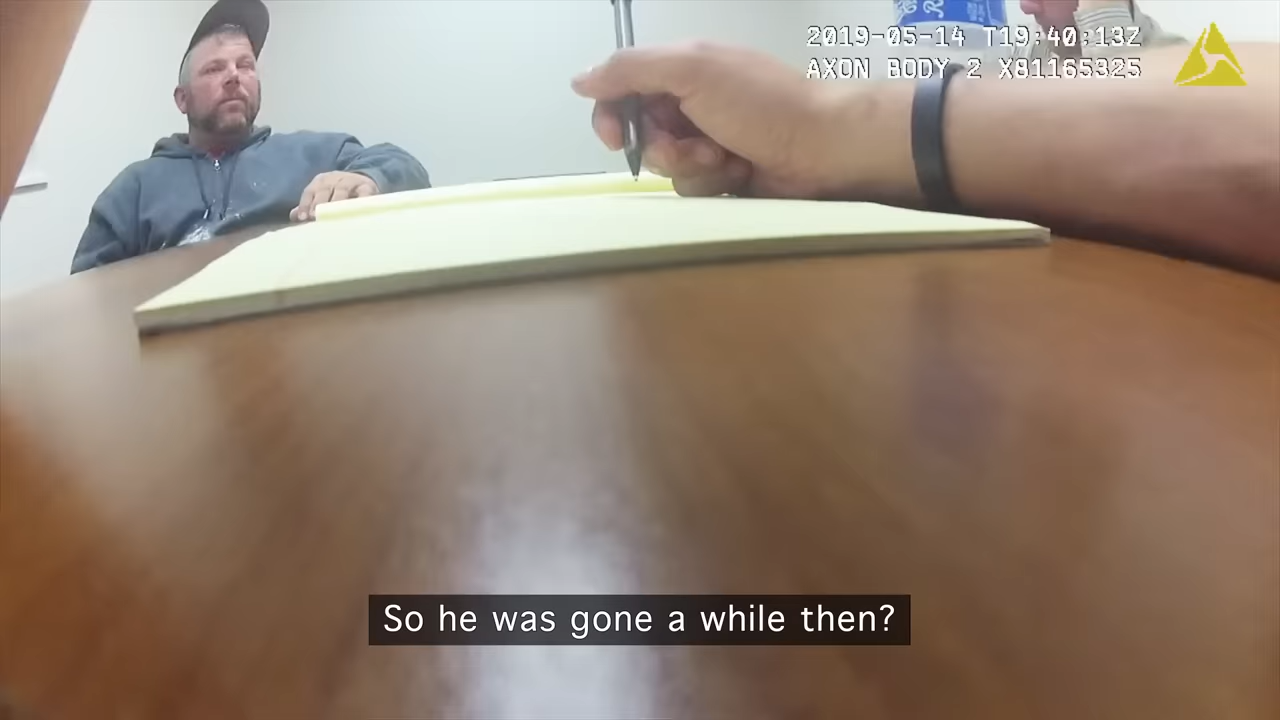 2019-05-14 T19:40:13Z
AXON BODY 2 X81165325
So he was gone a while then?